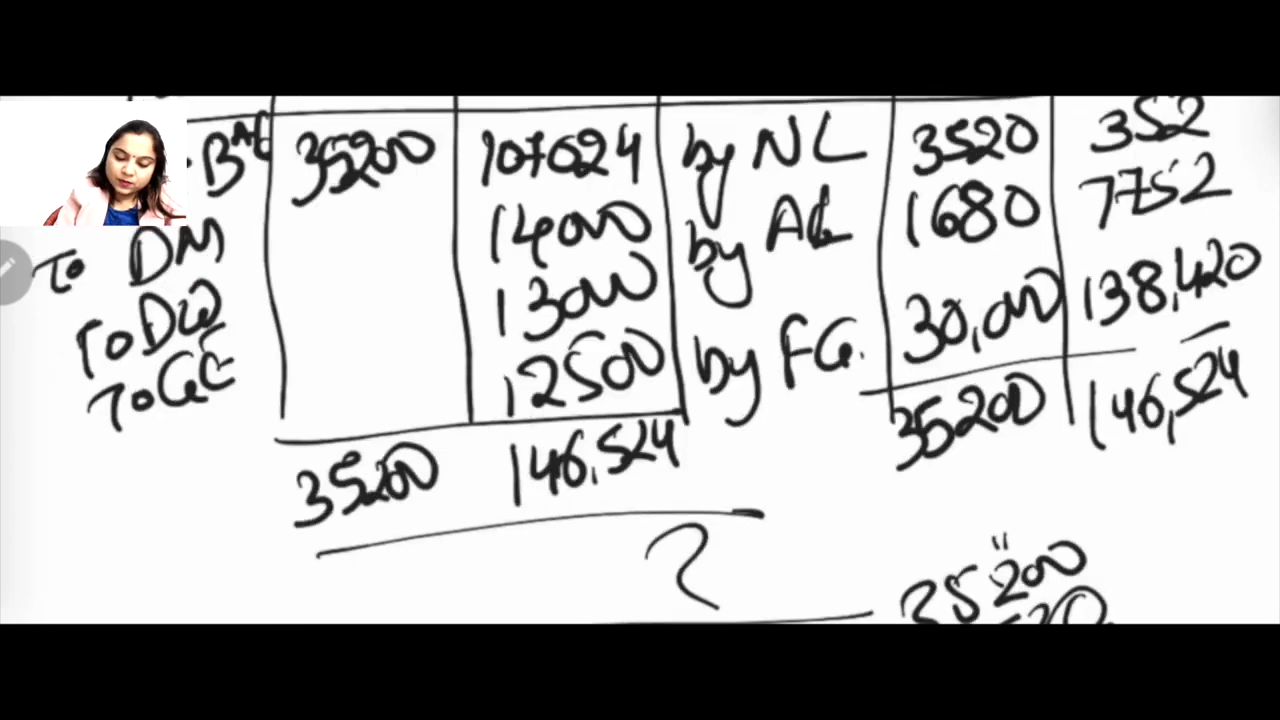 B A/C 35200 107024 by NL 3520 352
To DM 14000 by AL 1680 7752
To DW 13000 by FG. 30,000 138,420
To GE 12500
35200 146,524 35200 146,524
35200